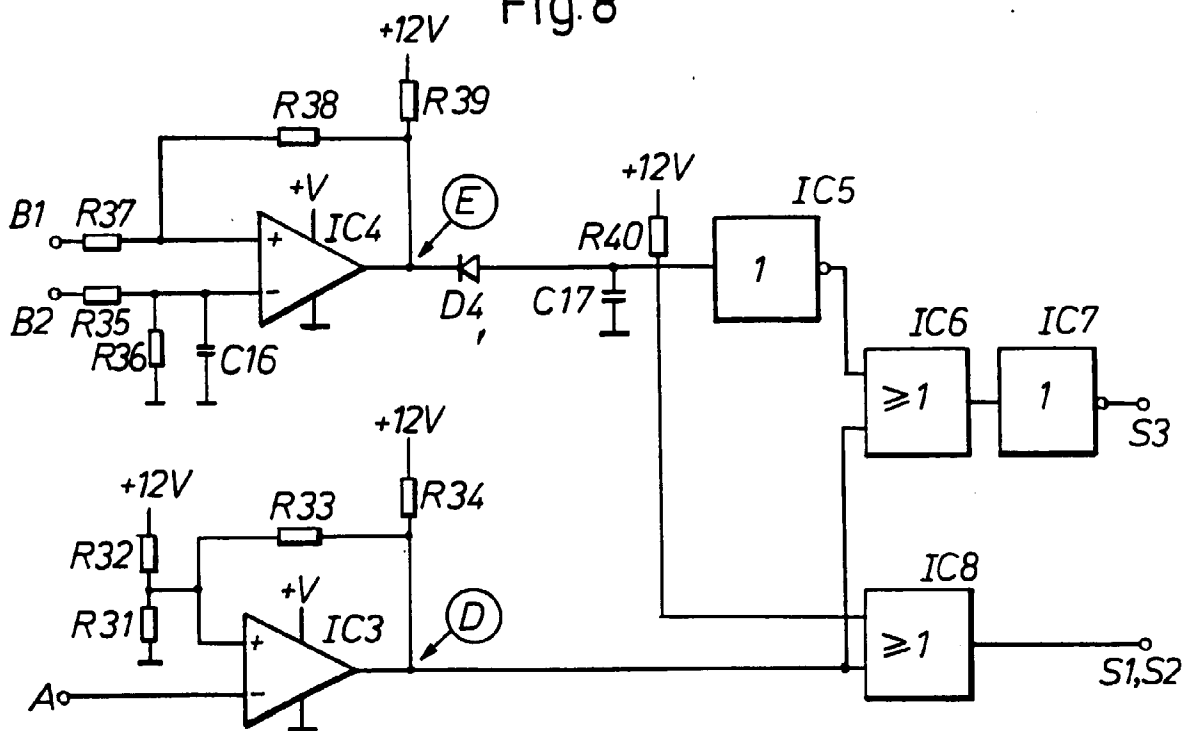 Fig. 8
+12V
R38
R39
+12V
IC5
B1
R37
+V
IC4
E
R40
1
+
-
B2
R35
D4
C17
R36
C16
IC6
IC7
≥1
1
S3
+12V
+12V
R33
R34
R32
IC8
R31
+V
IC3
D
+
-
≥1
A
S1,S2